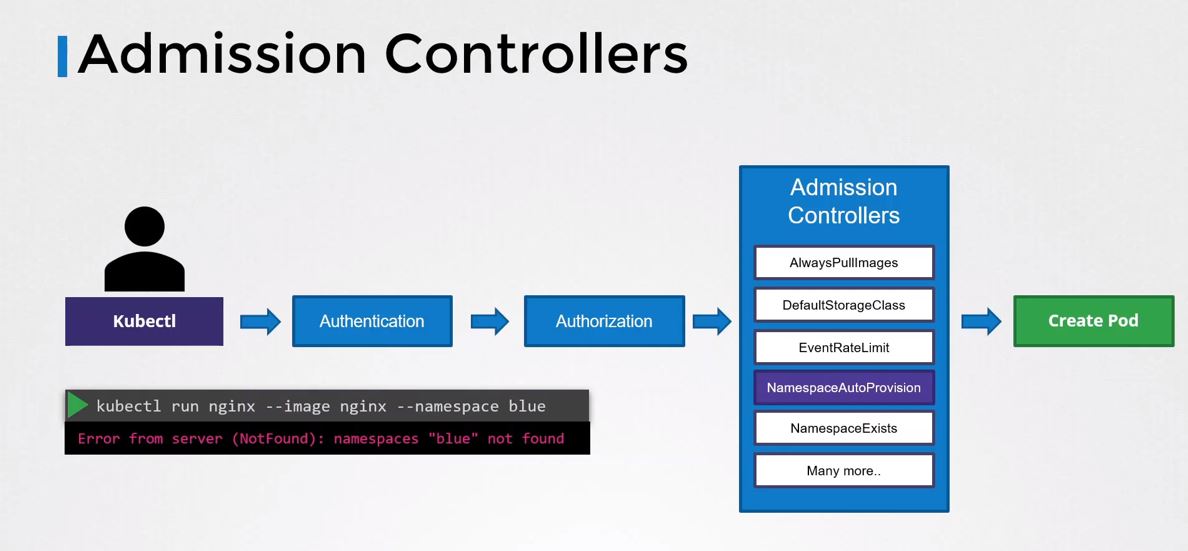 Admission Controllers
Kubectl
Authentication
Authorization
Admission
Controllers
AlwaysPullImages
DefaultStorageClass
EventRateLimit
NamespaceAutoProvision
NamespaceExists
Many more..
Create Pod
kubectl run nginx --image nginx --namespace blue
Error from server (NotFound): namespaces "blue" not found